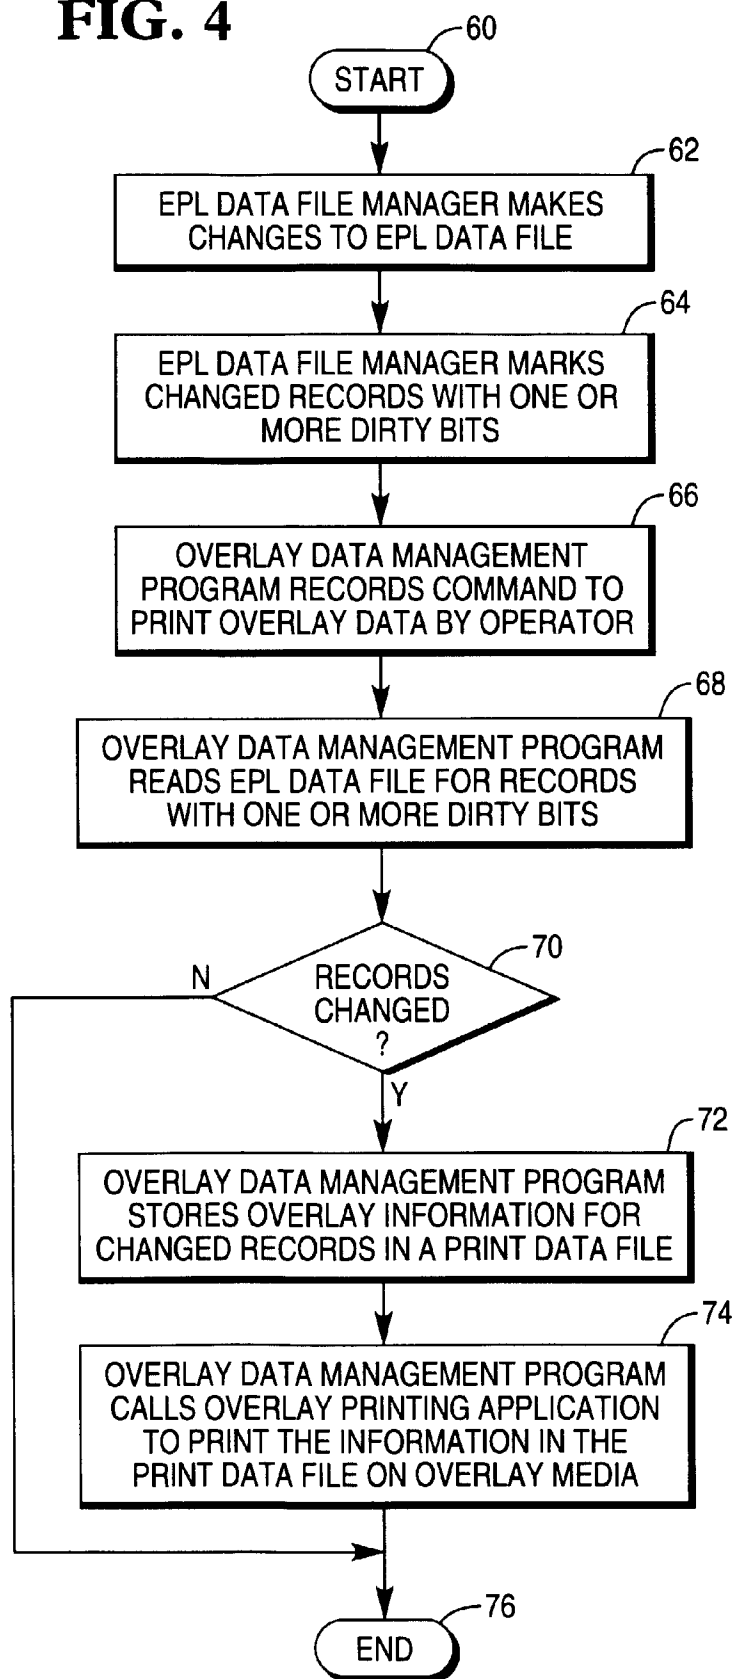 FIG. 4
60
START
62
EPL DATA FILE MANAGER MAKES
CHANGES TO EPL DATA FILE
64
EPL DATA FILE MANAGER MARKS
CHANGED RECORDS WITH ONE OR
MORE DIRTY BITS
66
OVERLAY DATA MANAGEMENT
PROGRAM RECORDS COMMAND TO
PRINT OVERLAY DATA BY OPERATOR
68
OVERLAY DATA MANAGEMENT PROGRAM
READS EPL DATA FILE FOR RECORDS
WITH ONE OR MORE DIRTY BITS
70
N
RECORDS
CHANGED
?
Y
72
OVERLAY DATA MANAGEMENT PROGRAM
STORES OVERLAY INFORMATION FOR
CHANGED RECORDS IN A PRINT DATA FILE
74
OVERLAY DATA MANAGEMENT PROGRAM
CALLS OVERLAY PRINTING APPLICATION
TO PRINT THE INFORMATION IN THE
PRINT DATA FILE ON OVERLAY MEDIA
76
END